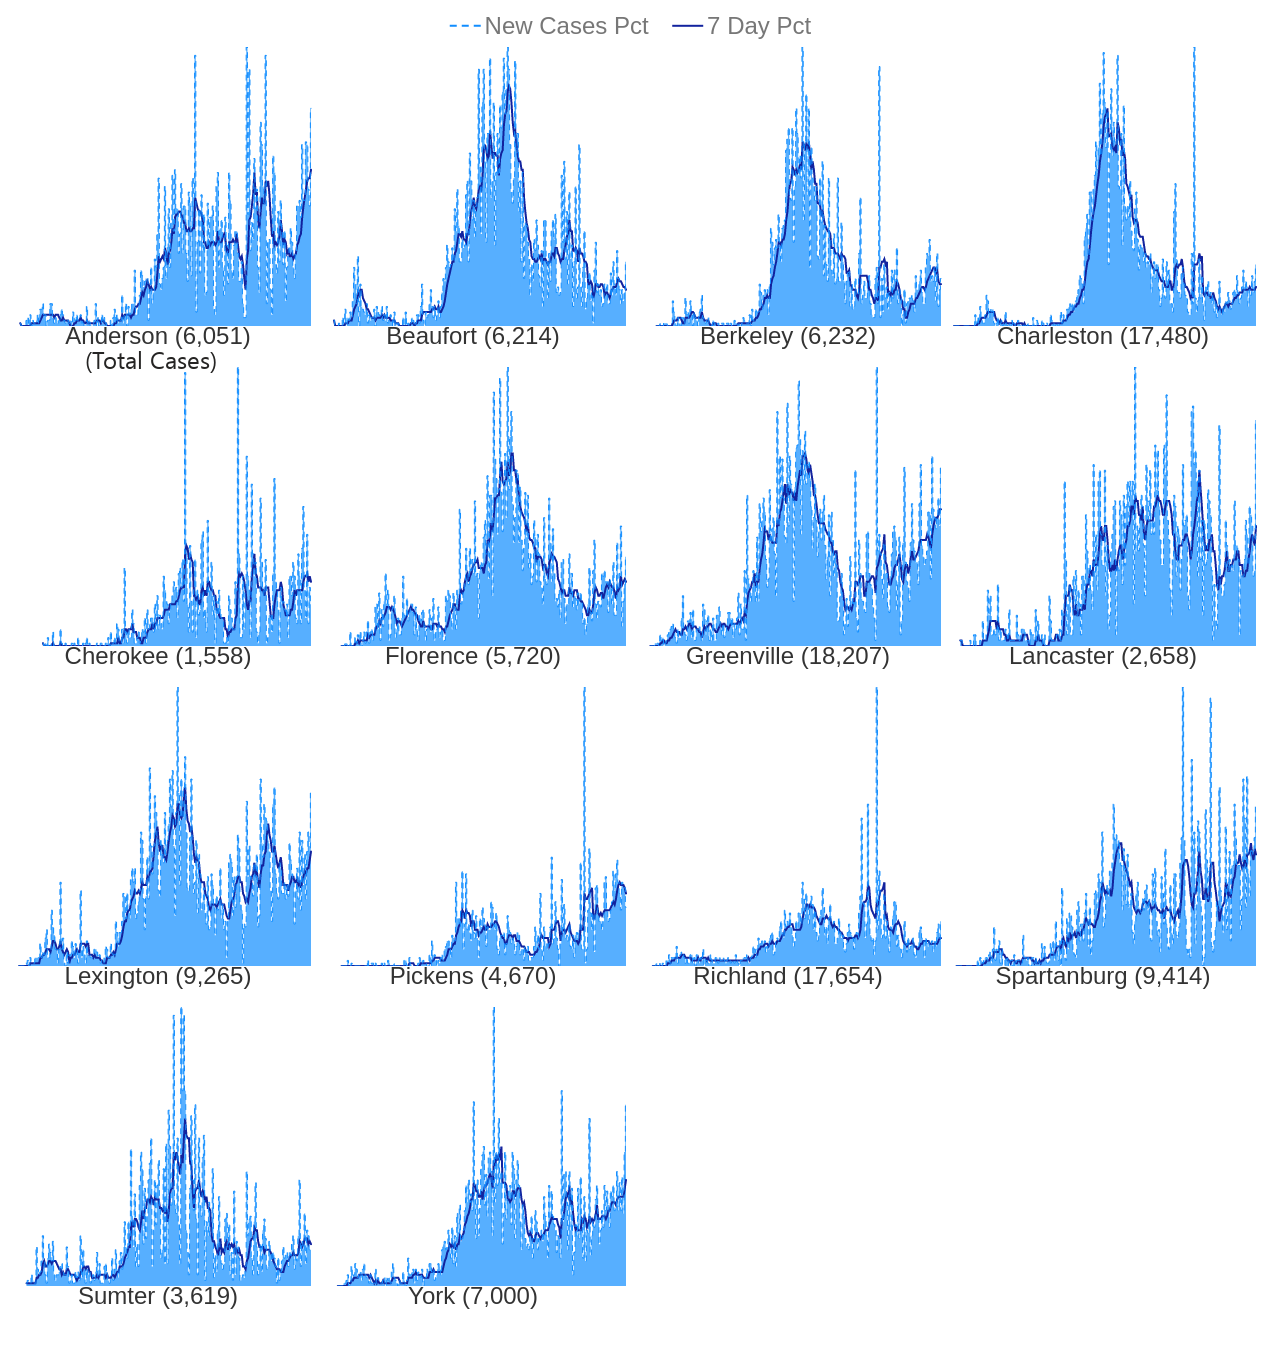 New Cases Pct 7 Day Pct
Anderson (6,051) Beaufort (6,214) Berkeley (6,232) Charleston (17,480)
(Total Cases)
Cherokee (1,558) Florence (5,720) Greenville (18,207) Lancaster (2,658)
Lexington (9,265) Pickens (4,670) Richland (17,654) Spartanburg (9,414)
Sumter (3,619) York (7,000)